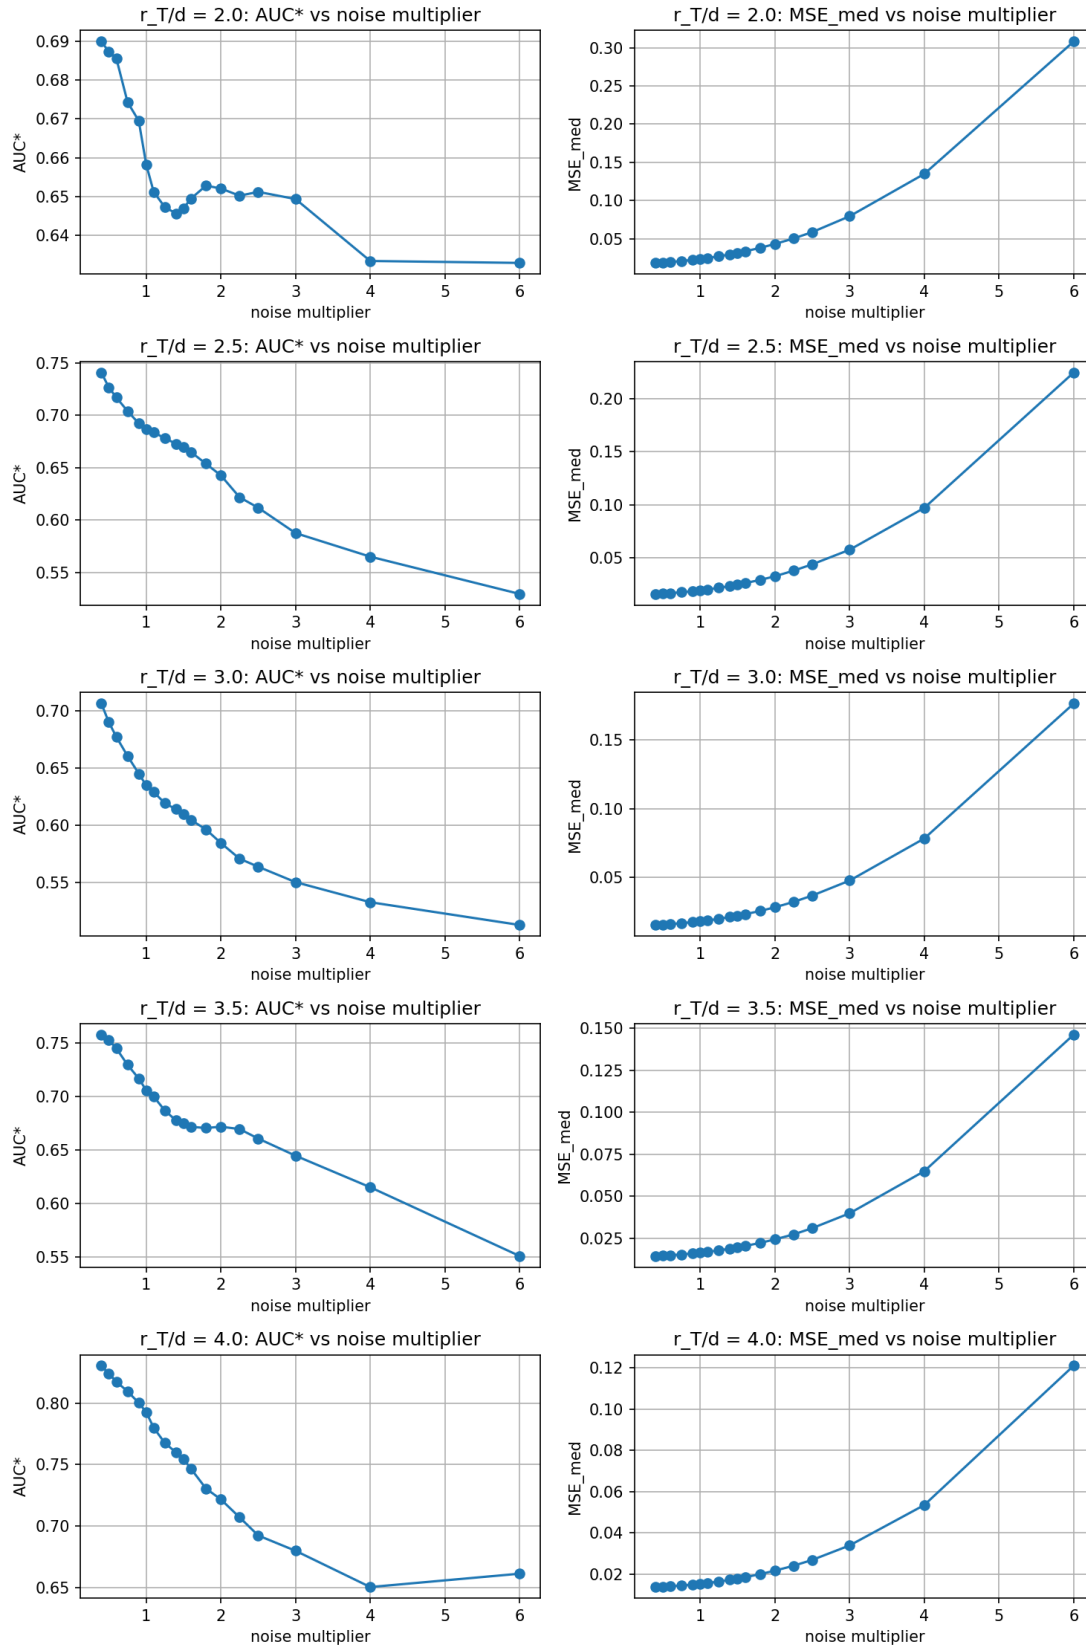 r_T/d = 2.0: AUC* vs noise multiplier
AUC*
0.69
0.68
0.67
0.66
0.65
0.64
1 2 3 4 5 6
noise multiplier
r_T/d = 2.0: MSE_med vs noise multiplier
MSE_med
0.30
0.25
0.20
0.15
0.10
0.05
1 2 3 4 5 6
noise multiplier
r_T/d = 2.5: AUC* vs noise multiplier
AUC*
0.75
0.70
0.65
0.60
0.55
1 2 3 4 5 6
noise multiplier
r_T/d = 2.5: MSE_med vs noise multiplier
MSE_med
0.20
0.15
0.10
0.05
1 2 3 4 5 6
noise multiplier
r_T/d = 3.0: AUC* vs noise multiplier
AUC*
0.70
0.65
0.60
0.55
1 2 3 4 5 6
noise multiplier
r_T/d = 3.0: MSE_med vs noise multiplier
MSE_med
0.15
0.10
0.05
1 2 3 4 5 6
noise multiplier
r_T/d = 3.5: AUC* vs noise multiplier
AUC*
0.75
0.70
0.65
0.60
0.55
1 2 3 4 5 6
noise multiplier
r_T/d = 3.5: MSE_med vs noise multiplier
MSE_med
0.150
0.125
0.100
0.075
0.050
0.025
1 2 3 4 5 6
noise multiplier
r_T/d = 4.0: AUC* vs noise multiplier
AUC*
0.80
0.75
0.70
0.65
1 2 3 4 5 6
noise multiplier
r_T/d = 4.0: MSE_med vs noise multiplier
MSE_med
0.12
0.10
0.08
0.06
0.04
0.02
1 2 3 4 5 6
noise multiplier